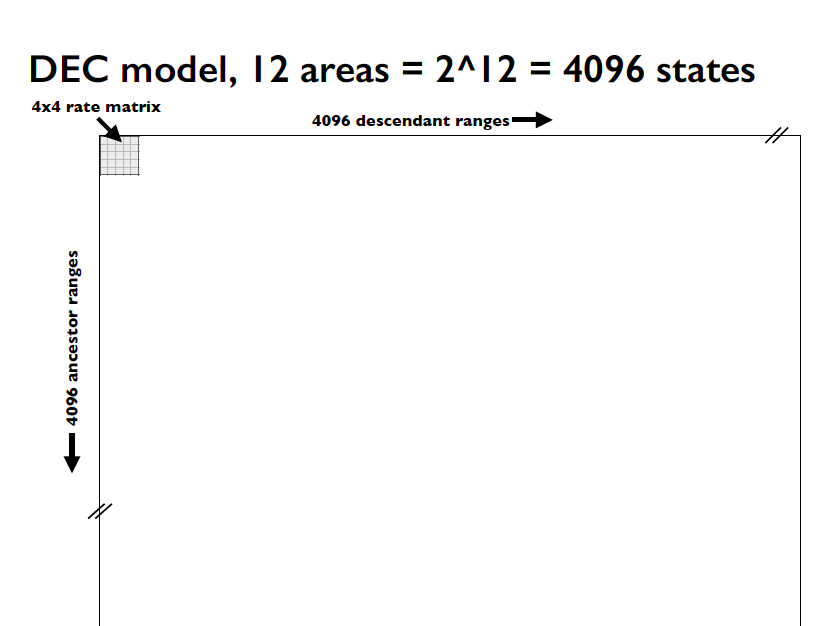 DEC model, 12 areas = 2^12 = 4096 states
4x4 rate matrix
4096 descendant ranges
4096 ancestor ranges